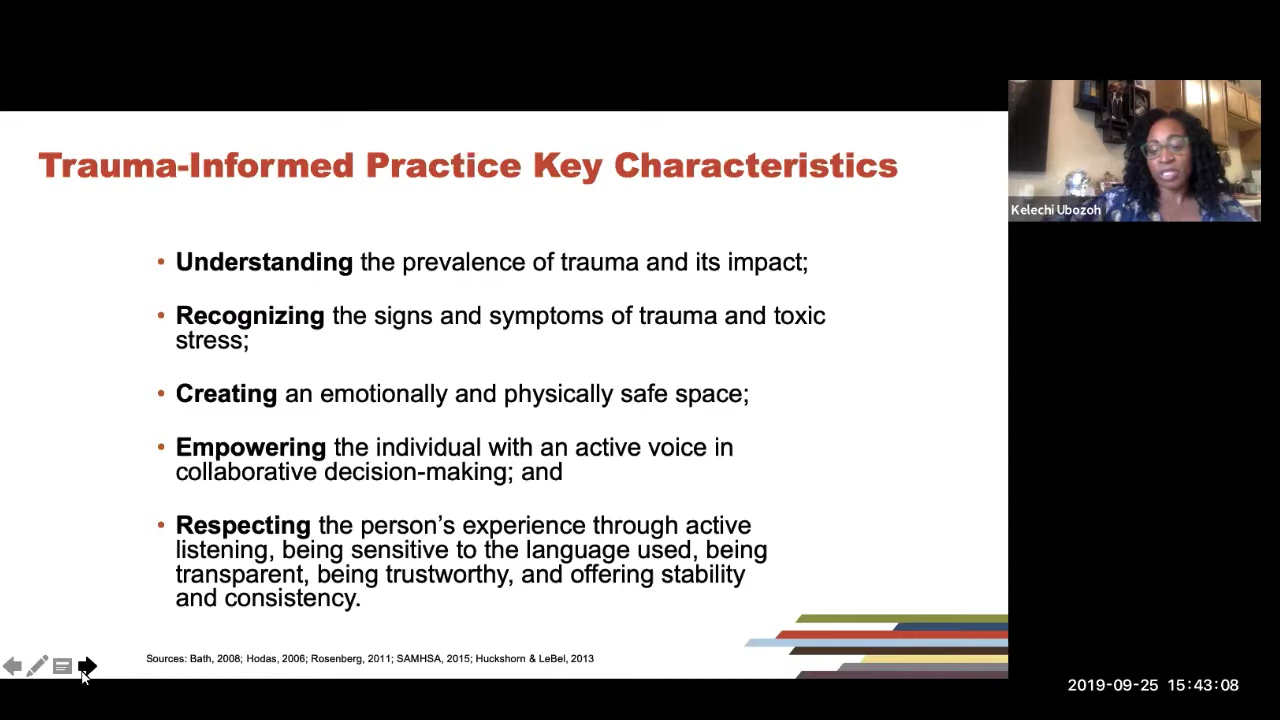 Trauma-Informed Practice Key Characteristics
• Understanding the prevalence of trauma and its impact;
• Recognizing the signs and symptoms of trauma and toxic
stress;
• Creating an emotionally and physically safe space;
• Empowering the individual with an active voice in
collaborative decision-making; and
• Respecting the person’s experience through active
listening, being sensitive to the language used, being
transparent, being trustworthy, and offering stability
and consistency.
Sources: Bath, 2008; Hodas, 2006; Rosenberg, 2011; SAMHSA, 2015; Huckshorn & LeBel, 2013
Kelechi Ubozoh
2019-09-25 15:43:08